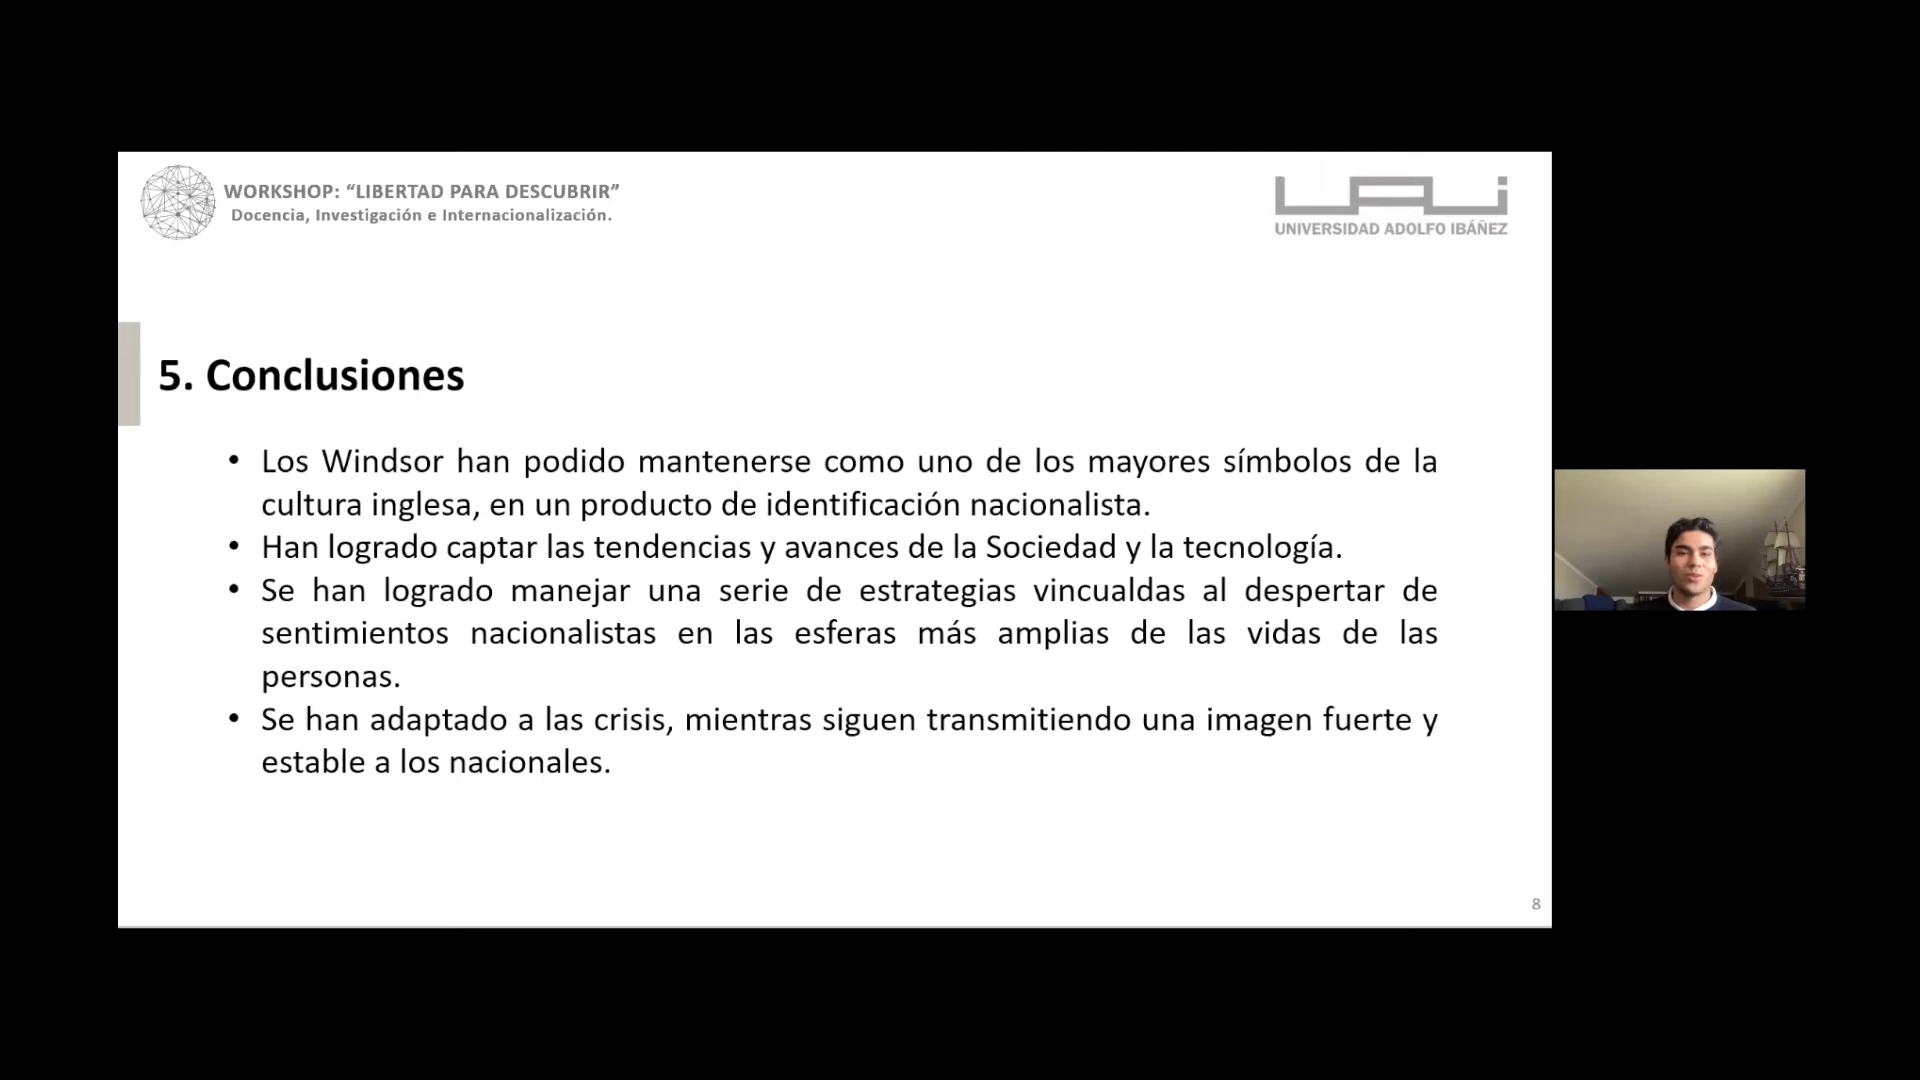 WORKSHOP: “LIBERTAD PARA DESCUBRIR”
Docencia, Investigación e Internacionalización.
UAI
UNIVERSIDAD ADOLFO IBÁÑEZ
5. Conclusiones
• Los Windsor han podido mantenerse como uno de los mayores símbolos de la
cultura inglesa, en un producto de identificación nacionalista.
• Han logrado captar las tendencias y avances de la Sociedad y la tecnología.
• Se han logrado manejar una serie de estrategias vincualdas al despertar de
sentimientos nacionalistas en las esferas más amplias de las vidas de las
personas.
• Se han adaptado a las crisis, mientras siguen transmitiendo una imagen fuerte y
estable a los nacionales.
8